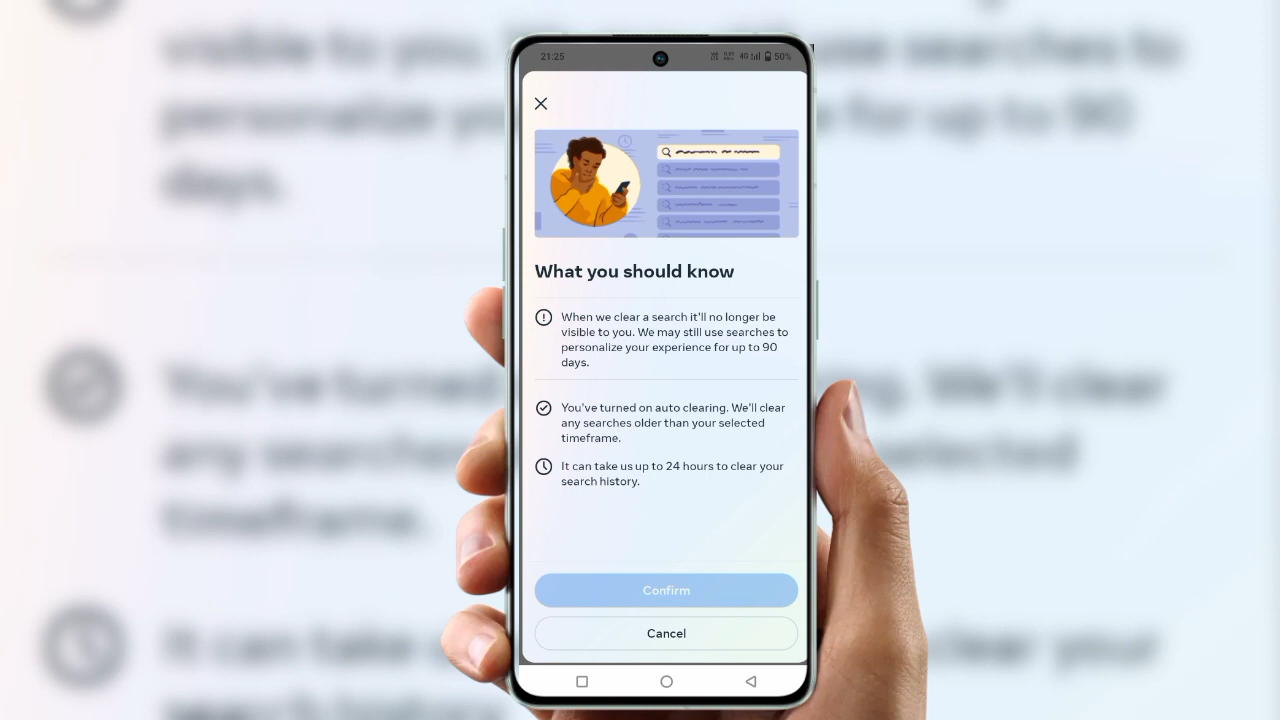 21:25
4G
50%
What you should know
When we clear a search it'll no longer be
visible to you. We may still use searches to
personalize your experience for up to 90
days.
You've turned on auto clearing. We'll clear
any searches older than your selected
timeframe.
It can take us up to 24 hours to clear your
search history.
Confirm
Cancel